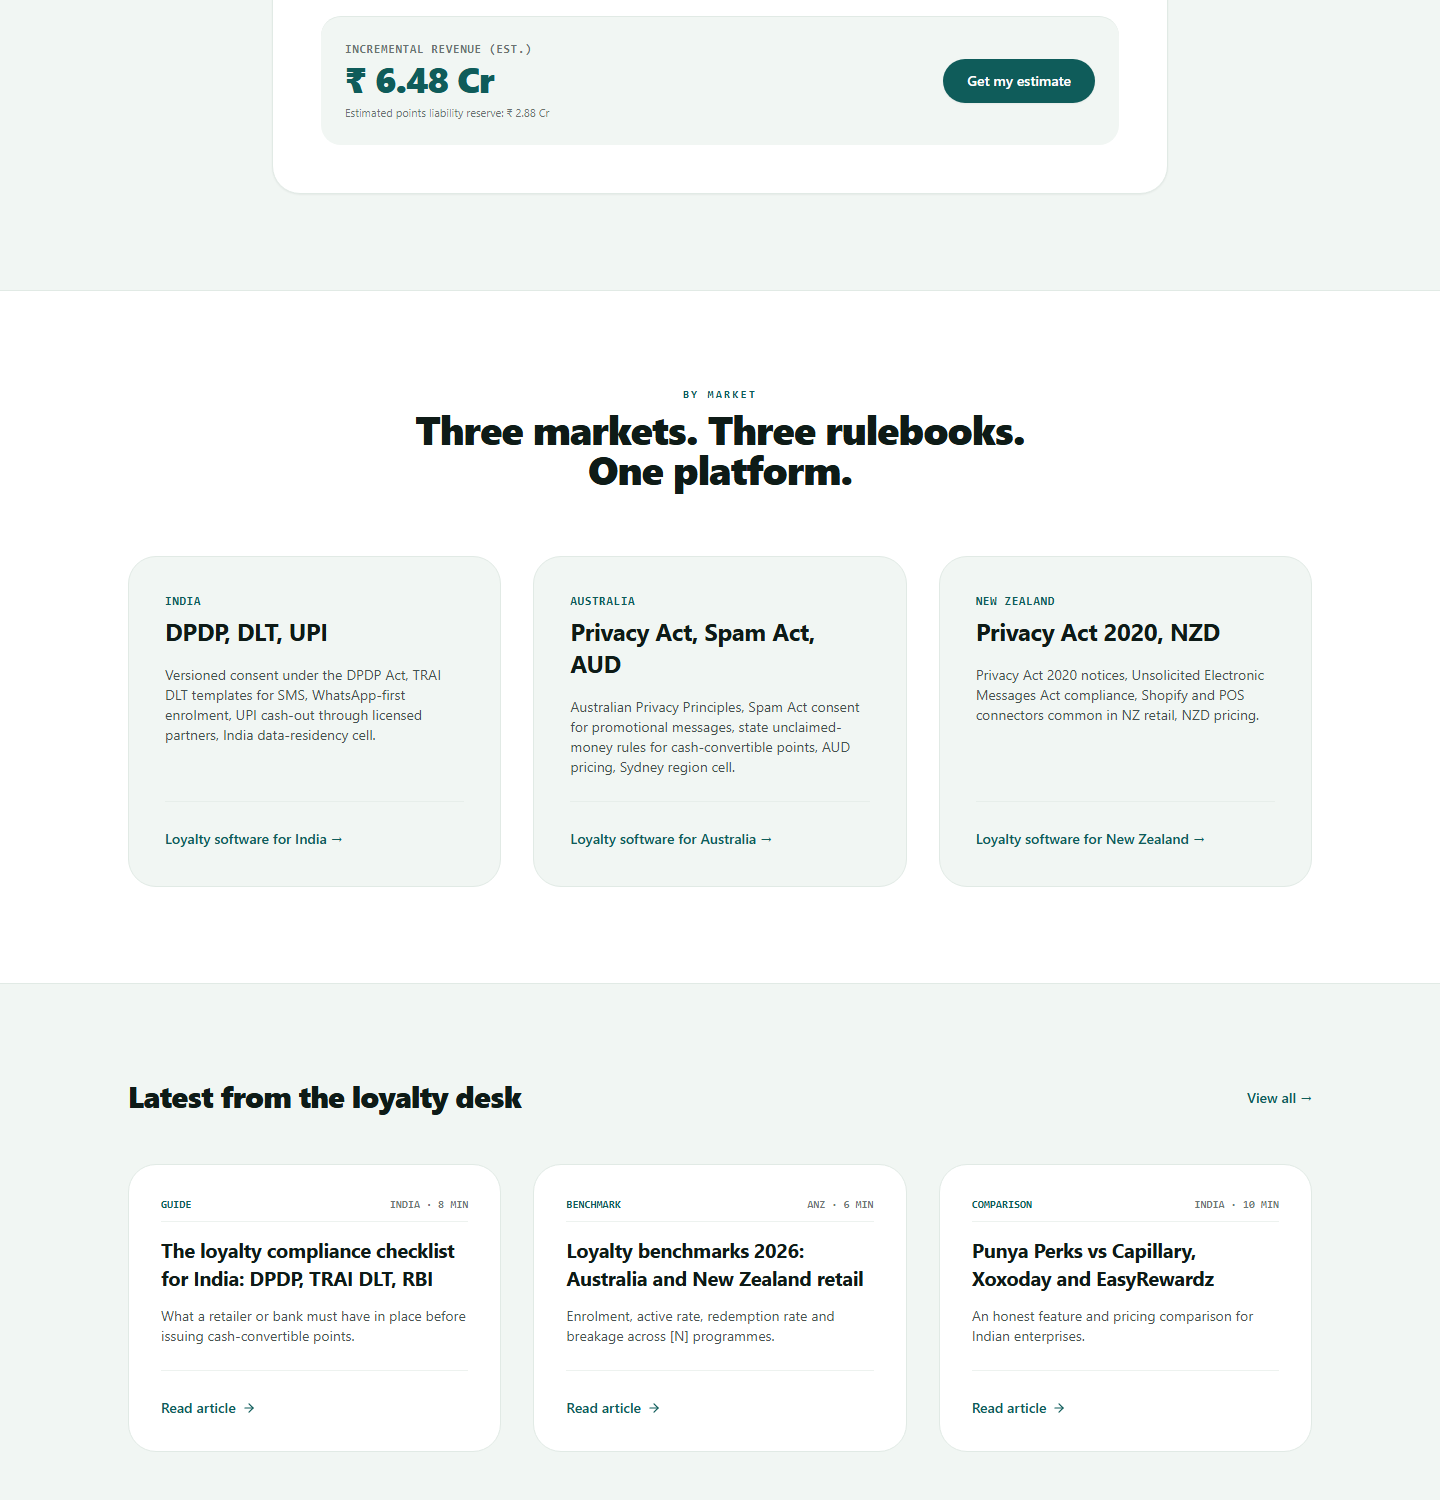 INCREMENTAL REVENUE (EST.)
₹ 6.48 Cr
Estimated points liability reserve: ₹ 2.88 Cr
Get my estimate
BY MARKET
Three markets. Three rulebooks.
One platform.
INDIA
DPDP, DLT, UPI
Versioned consent under the DPDP Act, TRAI
DLT templates for SMS, WhatsApp-first
enrolment, UPI cash-out through licensed
partners, India data-residency cell.
Loyalty software for India →
AUSTRALIA
Privacy Act, Spam Act,
AUD
Australian Privacy Principles, Spam Act consent
for promotional messages, state unclaimed-
money rules for cash-convertible points, AUD
pricing, Sydney region cell.
Loyalty software for Australia →
NEW ZEALAND
Privacy Act 2020, NZD
Privacy Act 2020 notices, Unsolicited Electronic
Messages Act compliance, Shopify and POS
connectors common in NZ retail, NZD pricing.
Loyalty software for New Zealand →
Latest from the loyalty desk
View all →
GUIDE
INDIA · 8 MIN
The loyalty compliance checklist
for India: DPDP, TRAI DLT, RBI
What a retailer or bank must have in place before
issuing cash-convertible points.
Read article →
BENCHMARK
ANZ · 6 MIN
Loyalty benchmarks 2026:
Australia and New Zealand retail
Enrolment, active rate, redemption rate and
breakage across [N] programmes.
Read article →
COMPARISON
INDIA · 10 MIN
Punya Perks vs Capillary,
Xoxoday and EasyRewardz
An honest feature and pricing comparison for
Indian enterprises.
Read article →